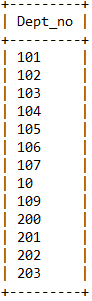 +---------+
| Dept_no |
+---------+
| 101     |
| 102     |
| 103     |
| 104     |
| 105     |
| 106     |
| 107     |
| 10      |
| 109     |
| 200     |
| 201     |
| 202     |
| 203     |
+---------+